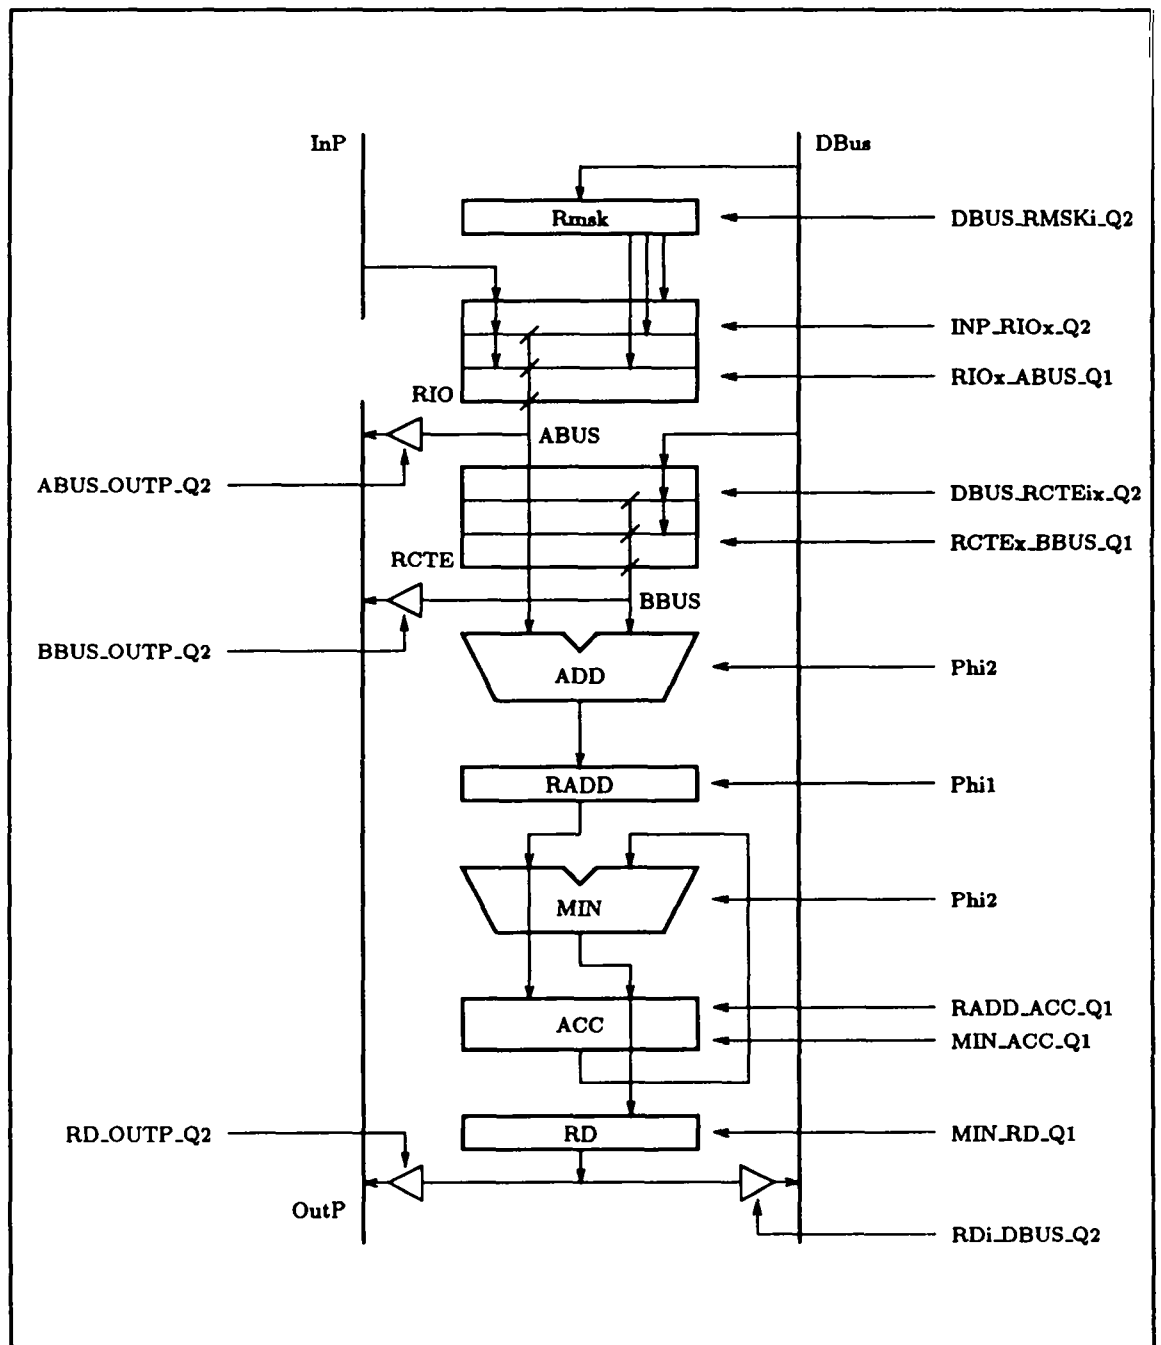 InP
DBus
Rmsk
DBUS_RMSKi_Q2
INP_RIOx_Q2
RIOx_ABUS_Q1
RIO
ABUS
ABUS_OUTP_Q2
DBUS_RCTEix_Q2
RCTEx_BBUS_Q1
RCTE
BBUS
BBUS_OUTP_Q2
ADD
Phi2
RADD
Phi1
MIN
Phi2
RADD_ACC_Q1
ACC
MIN_ACC_Q1
RD_OUTP_Q2
RD
MIN_RD_Q1
OutP
RDi_DBUS_Q2